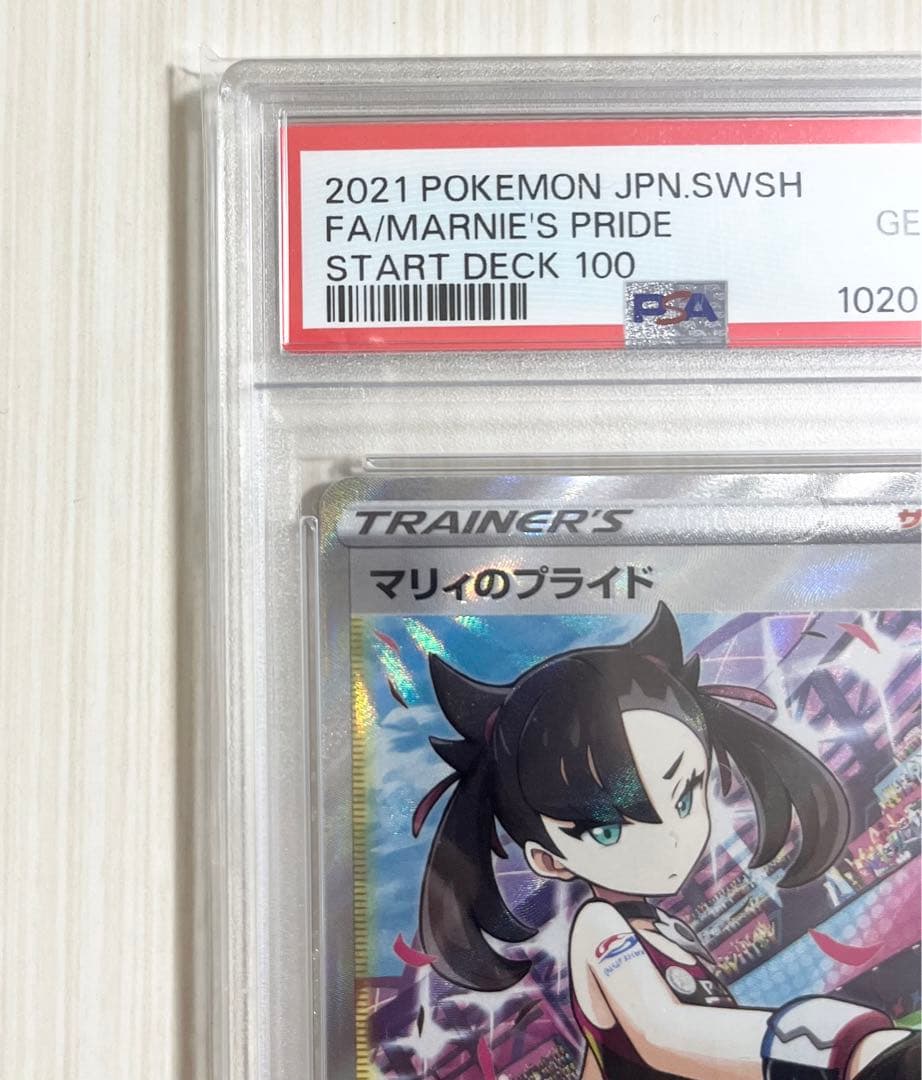 2021 POKEMON JPN.SWSH
FA/MARNIE'S PRIDE
GE
START DECK 100
1020
PSA
TRAINER'S
サ
マリィのプライド